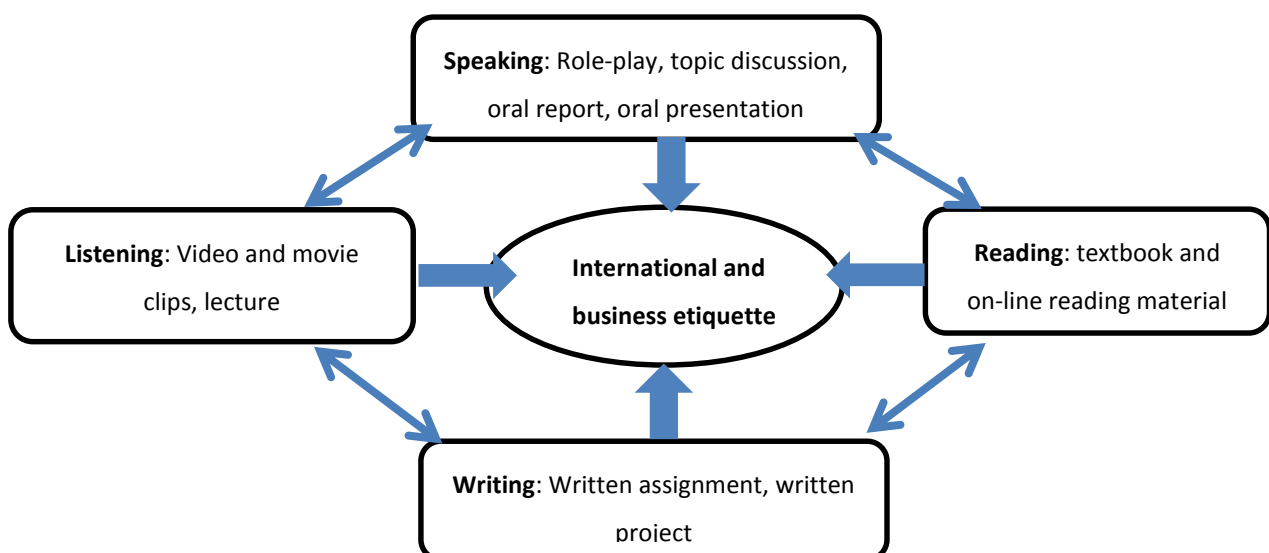 Speaking: Role-play, topic discussion,
oral report, oral presentation
Listening: Video and movie
clips, lecture
International and
business etiquette
Reading: textbook and
on-line reading material
Writing: Written assignment, written
project